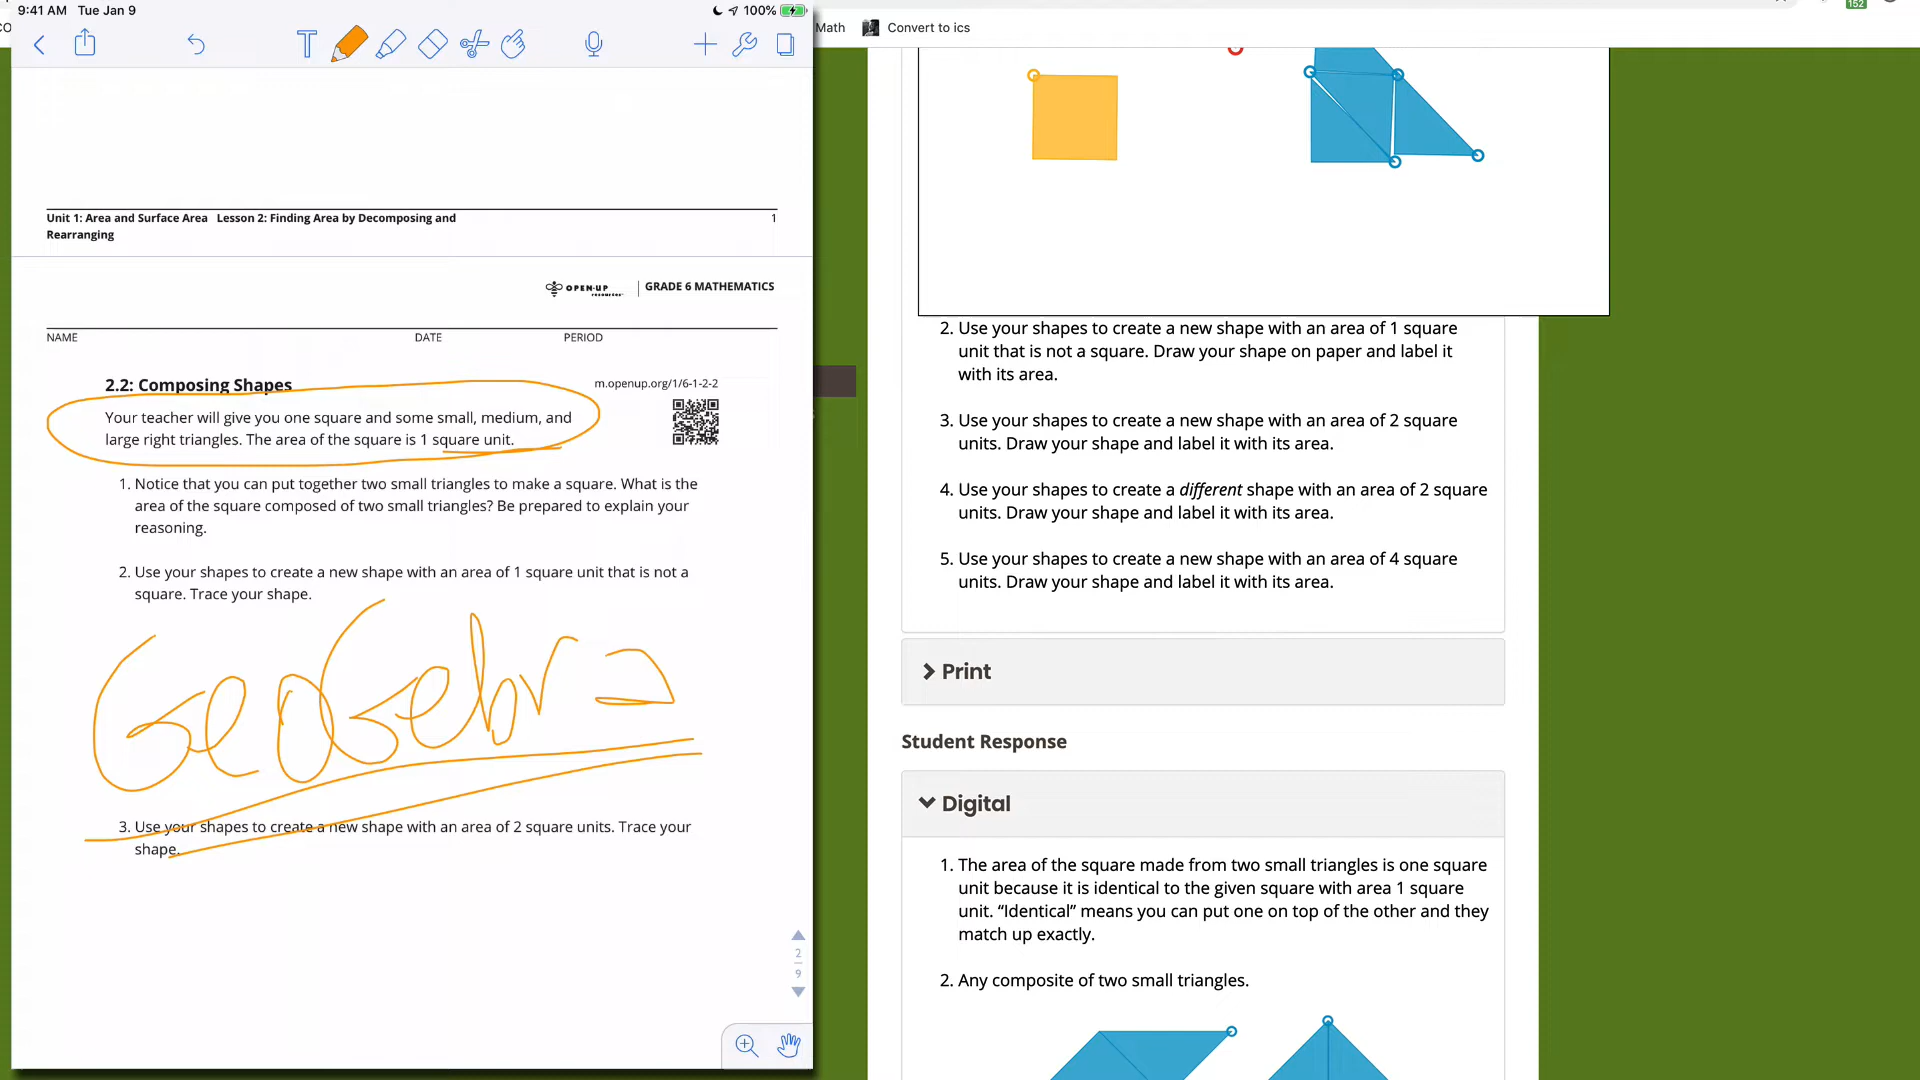 9:41 AM Tue Jan 9
100%
Unit 1: Area and Surface Area Lesson 2: Finding Area by Decomposing and
Rearranging
1
OPEN-UP
resources
GRADE 6 MATHEMATICS
NAME DATE PERIOD
2.2: Composing Shapes
m.openup.org/1/6-1-2-2
Your teacher will give you one square and some small, medium, and
large right triangles. The area of the square is 1 square unit.
1. Notice that you can put together two small triangles to make a square. What is the
area of the square composed of two small triangles? Be prepared to explain your
reasoning.
2. Use your shapes to create a new shape with an area of 1 square unit that is not a
square. Trace your shape.
GeoGebra
3. Use your shapes to create a new shape with an area of 2 square units. Trace your
shape.
2
9
Math
Convert to ics
152
2. Use your shapes to create a new shape with an area of 1 square
unit that is not a square. Draw your shape on paper and label it
with its area.
3. Use your shapes to create a new shape with an area of 2 square
units. Draw your shape and label it with its area.
4. Use your shapes to create a different shape with an area of 2 square
units. Draw your shape and label it with its area.
5. Use your shapes to create a new shape with an area of 4 square
units. Draw your shape and label it with its area.
Print
Student Response
Digital
1. The area of the square made from two small triangles is one square
unit because it is identical to the given square with area 1 square
unit. “Identical” means you can put one on top of the other and they
match up exactly.
2. Any composite of two small triangles.